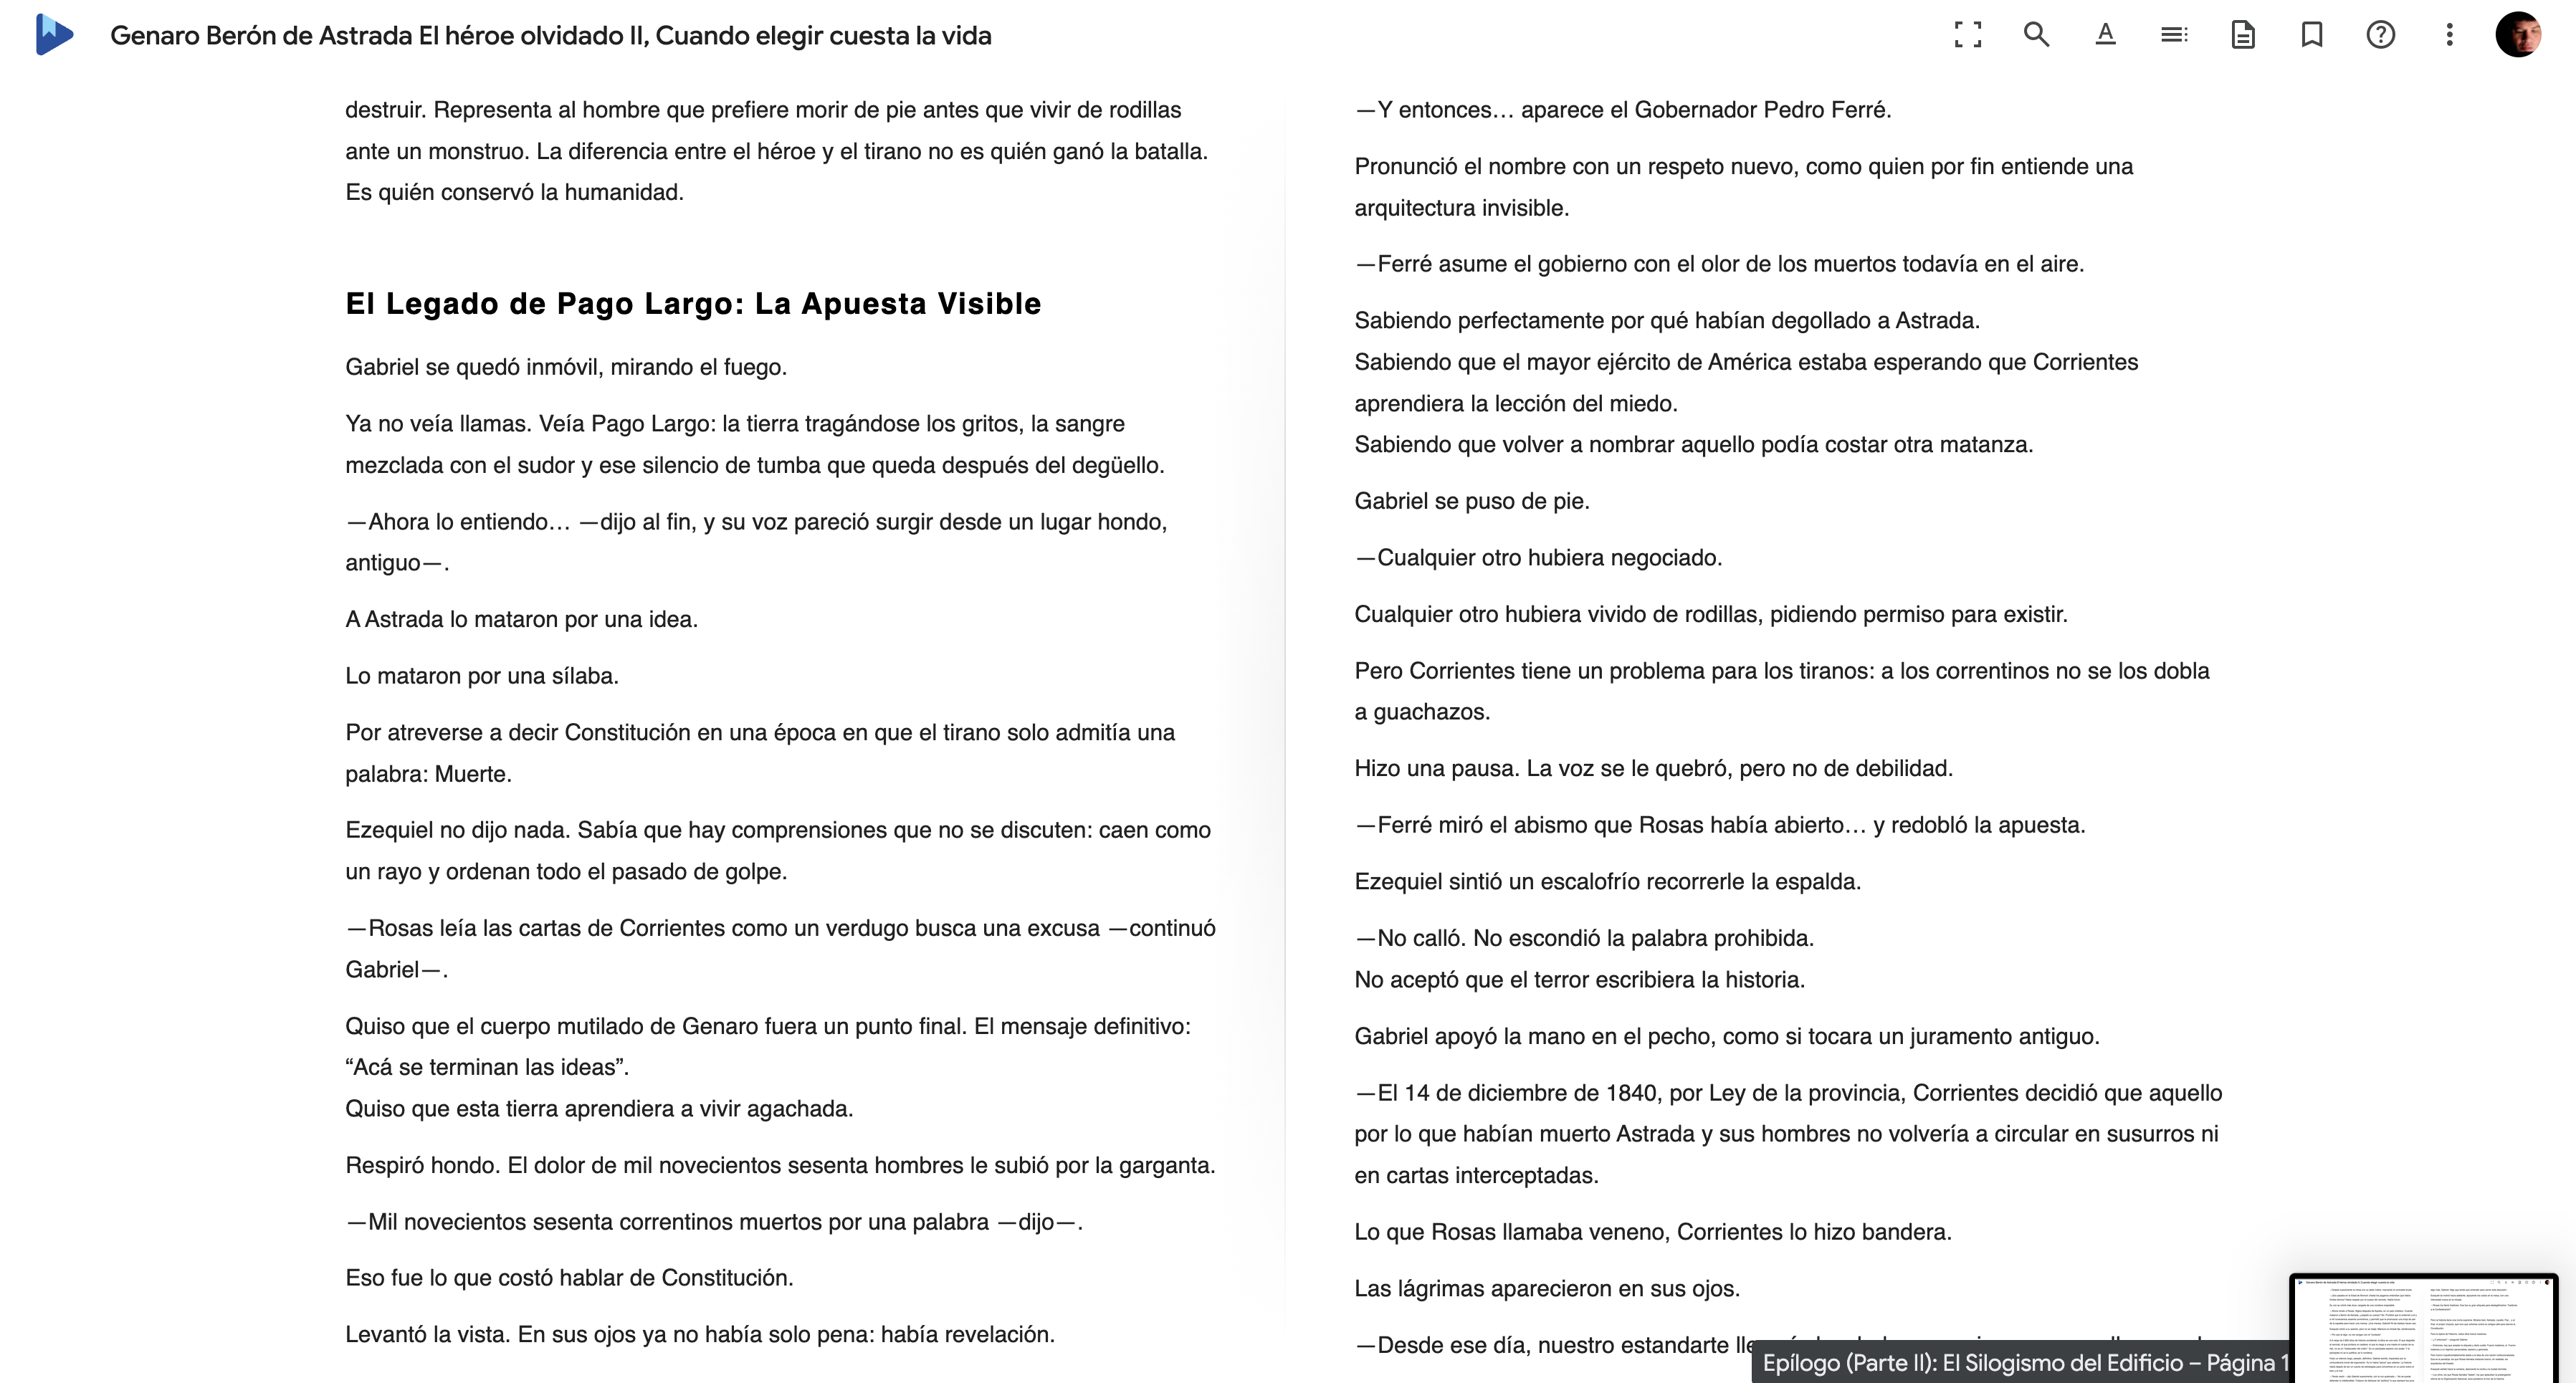 Genaro Berón de Astrada El héroe olvidado II, Cuando elegir cuesta la vida
destruir. Representa al hombre que prefiere morir de pie antes que vivir de rodillas
ante un monstruo. La diferencia entre el héroe y el tirano no es quién ganó la batalla.
Es quién conservó la humanidad.
El Legado de Pago Largo: La Apuesta Visible
Gabriel se quedó inmóvil, mirando el fuego.
Ya no veía llamas. Veía Pago Largo: la tierra tragándose los gritos, la sangre
mezclada con el sudor y ese silencio de tumba que queda después del degüello.
—Ahora lo entiendo… —dijo al fin, y su voz pareció surgir desde un lugar hondo,
antiguo—.
A Astrada lo mataron por una idea.
Lo mataron por una sílaba.
Por atreverse a decir Constitución en una época en que el tirano solo admitía una
palabra: Muerte.
Ezequiel no dijo nada. Sabía que hay comprensiones que no se discuten: caen como
un rayo y ordenan todo el pasado de golpe.
—Rosas leía las cartas de Corrientes como un verdugo busca una excusa —continuó
Gabriel—.
Quiso que el cuerpo mutilado de Genaro fuera un punto final. El mensaje definitivo:
“Acá se terminan las ideas”.
Quiso que esta tierra aprendiera a vivir agachada.
Respiró hondo. El dolor de mil novecientos sesenta hombres le subió por la garganta.
—Mil novecientos sesenta correntinos muertos por una palabra —dijo—.
Eso fue lo que costó hablar de Constitución.
Levantó la vista. En sus ojos ya no había solo pena: había revelación.
—Y entonces… aparece el Gobernador Pedro Ferré.
Pronunció el nombre con un respeto nuevo, como quien por fin entiende una
arquitectura invisible.
—Ferré asume el gobierno con el olor de los muertos todavía en el aire.
Sabiendo perfectamente por qué habían degollado a Astrada.
Sabiendo que el mayor ejército de América estaba esperando que Corrientes
aprendiera la lección del miedo.
Sabiendo que volver a nombrar aquello podía costar otra matanza.
Gabriel se puso de pie.
—Cualquier otro hubiera negociado.
Cualquier otro hubiera vivido de rodillas, pidiendo permiso para existir.
Pero Corrientes tiene un problema para los tiranos: a los correntinos no se los dobla
a guachazos.
Hizo una pausa. La voz se le quebró, pero no de debilidad.
—Ferré miró el abismo que Rosas había abierto… y redobló la apuesta.
Ezequiel sintió un escalofrío recorrerle la espalda.
—No calló. No escondió la palabra prohibida.
No aceptó que el terror escribiera la historia.
Gabriel apoyó la mano en el pecho, como si tocara un juramento antiguo.
—El 14 de diciembre de 1840, por Ley de la provincia, Corrientes decidió que aquello
por lo que habían muerto Astrada y sus hombres no volvería a circular en susurros ni
en cartas interceptadas.
Lo que Rosas llamaba veneno, Corrientes lo hizo bandera.
Las lágrimas aparecieron en sus ojos.
—Desde ese día, nuestro estandarte
Epílogo (Parte II): El Silogismo del Edificio – Página 1